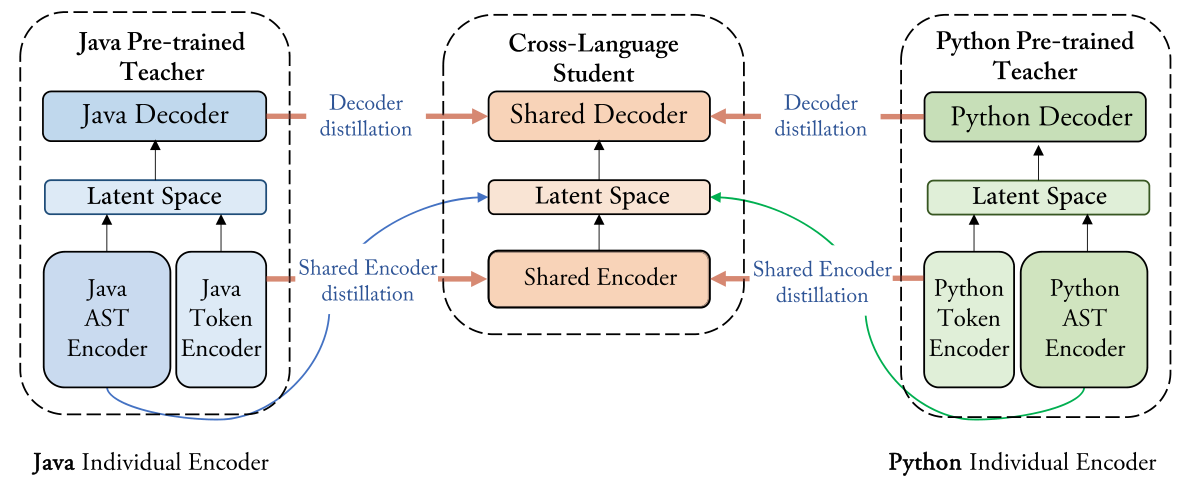 Java Pre-trained
Teacher
Java Decoder
Latent Space
Java
AST
Encoder
Java
Token
Encoder
Java Individual Encoder
Decoder
distillation
Shared Encoder
distillation
Cross-Language
Student
Shared Decoder
Latent Space
Shared Encoder
Decoder
distillation
Shared Encoder
distillation
Python Pre-trained
Teacher
Python Decoder
Latent Space
Python
Token
Encoder
Python
AST
Encoder
Python Individual Encoder